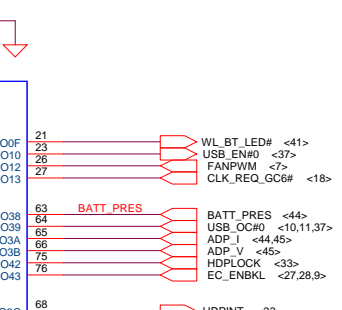 O0F 21 WL_BT_LED# <41>
O10 23 USB_EN#0 <37>
O12 26 FANPWM <7>
O13 27 CLK_REQ_GC6# <18>
O38 63 BATT_PRES BATT_PRES <44>
O39 64 USB_OC#0 <10,11,37>
O3A 65 ADP_I <44,45>
O3B 66 ADP_V <45>
O42 75 HDPLOCK <33>
O43 76 EC_ENBKL <27,28,9>
68